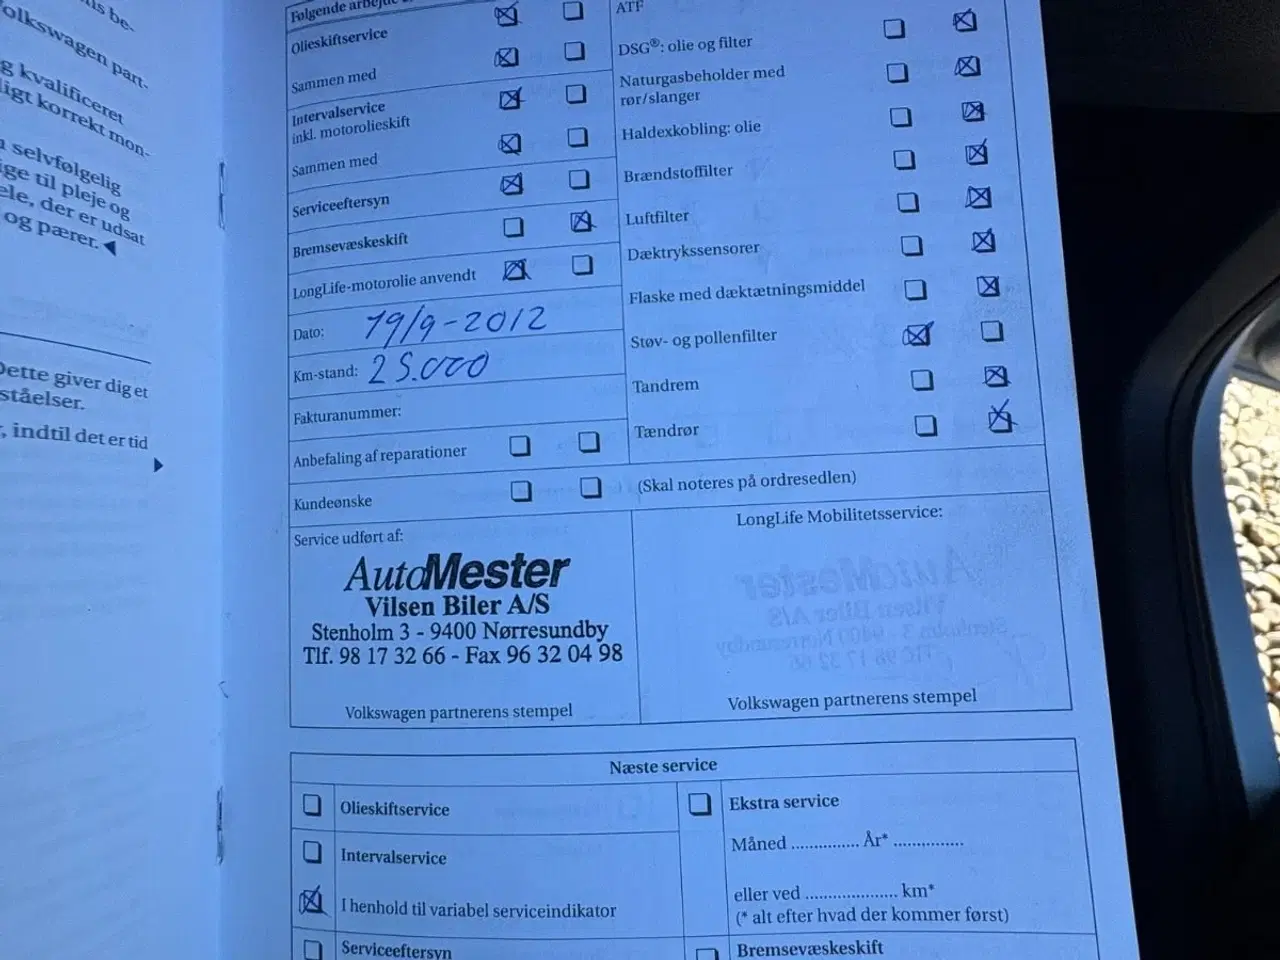 ns be-
olkswagen part-
g kvalificeret
ligt korrekt mon-
selvfølgelig
ige til pleje og
ele, der er udsat
og pærer.
Dette giver dig et
ståelser.
, indtil det er tid
Følgende arbejde
Olieskiftservice
Sammen med
Intervalservice
inkl. motorolieskift
Sammen med
Serviceeftersyn
Bremsevæskeskift
LongLife-motorolie anvendt
Dato: 19/9-2012
Km-stand: 25.000
Fakturanummer:
Anbefaling af reparationer
Kundeønske
(Skal noteres på ordresedlen)
ATF
DSG®: olie og filter
Naturgasbeholder med
rør/slanger
Haldexkobling: olie
Brændstoffilter
Luftfilter
Dæktrykssensorer
Flaske med dæktætningsmiddel
Støv- og pollenfilter
Tandrem
Tændrør
Service udført af:
AutoMester
Vilsen Biler A/S
Stenholm 3 - 9400 Nørresundby
Tlf. 98 17 32 66 - Fax 96 32 04 98
Volkswagen partnerens stempel
LongLife Mobilitetsservice:
Volkswagen partnerens stempel
Næste service
Olieskiftservice
Intervalservice
I henhold til variabel serviceindikator
Serviceeftersyn
Ekstra service
Måned ............... År* ...............
eller ved .................... km*
(* alt efter hvad der kommer først)
Bremsevæskeskift